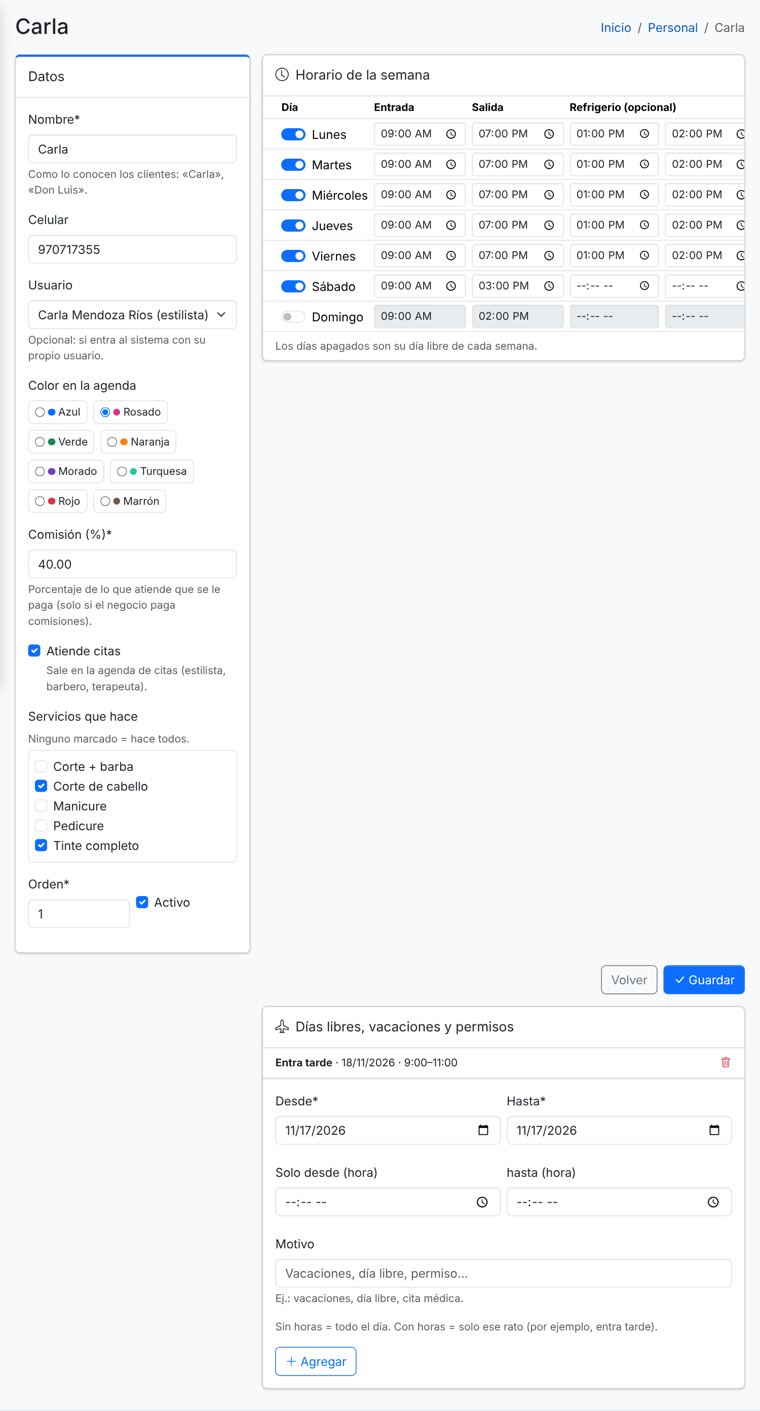 Carla
Inicio / Personal / Carla
Datos
Nombre*
Carla
Como lo conocen los clientes: «Carla»,
«Don Luis».
Celular
970717355
Usuario
Carla Mendoza Ríos (estilista)
Opcional: si entra al sistema con su
propio usuario.
Color en la agenda
Azul Rosado
Verde Naranja
Morado Turquesa
Rojo Marrón
Comisión (%)*
40.00
Porcentaje de lo que atiende que se le
paga (solo si el negocio paga
comisiones).
Atiende citas
Sale en la agenda de citas (estilista,
barbero, terapeuta).
Servicios que hace
Ninguno marcado = hace todos.
Corte + barba
Corte de cabello
Manicure
Pedicure
Tinte completo
Orden*
1
Activo
Horario de la semana
Día Entrada Salida Refrigerio (opcional)
Lunes 09:00 AM 07:00 PM 01:00 PM 02:00 PM
Martes 09:00 AM 07:00 PM 01:00 PM 02:00 PM
Miércoles 09:00 AM 07:00 PM 01:00 PM 02:00 PM
Jueves 09:00 AM 07:00 PM 01:00 PM 02:00 PM
Viernes 09:00 AM 07:00 PM 01:00 PM 02:00 PM
Sábado 09:00 AM 03:00 PM --:-- -- --:-- --
Domingo 09:00 AM 02:00 PM --:-- -- --:-- --
Los días apagados son su día libre de cada semana.
Volver Guardar
Días libres, vacaciones y permisos
Entra tarde · 18/11/2026 · 9:00–11:00
Desde* Hasta*
11/17/2026 11/17/2026
Solo desde (hora) hasta (hora)
--:-- -- --:-- --
Motivo
Vacaciones, día libre, permiso...
Ej.: vacaciones, día libre, cita médica.
Sin horas = todo el día. Con horas = solo ese rato (por ejemplo, entra tarde).
+ Agregar